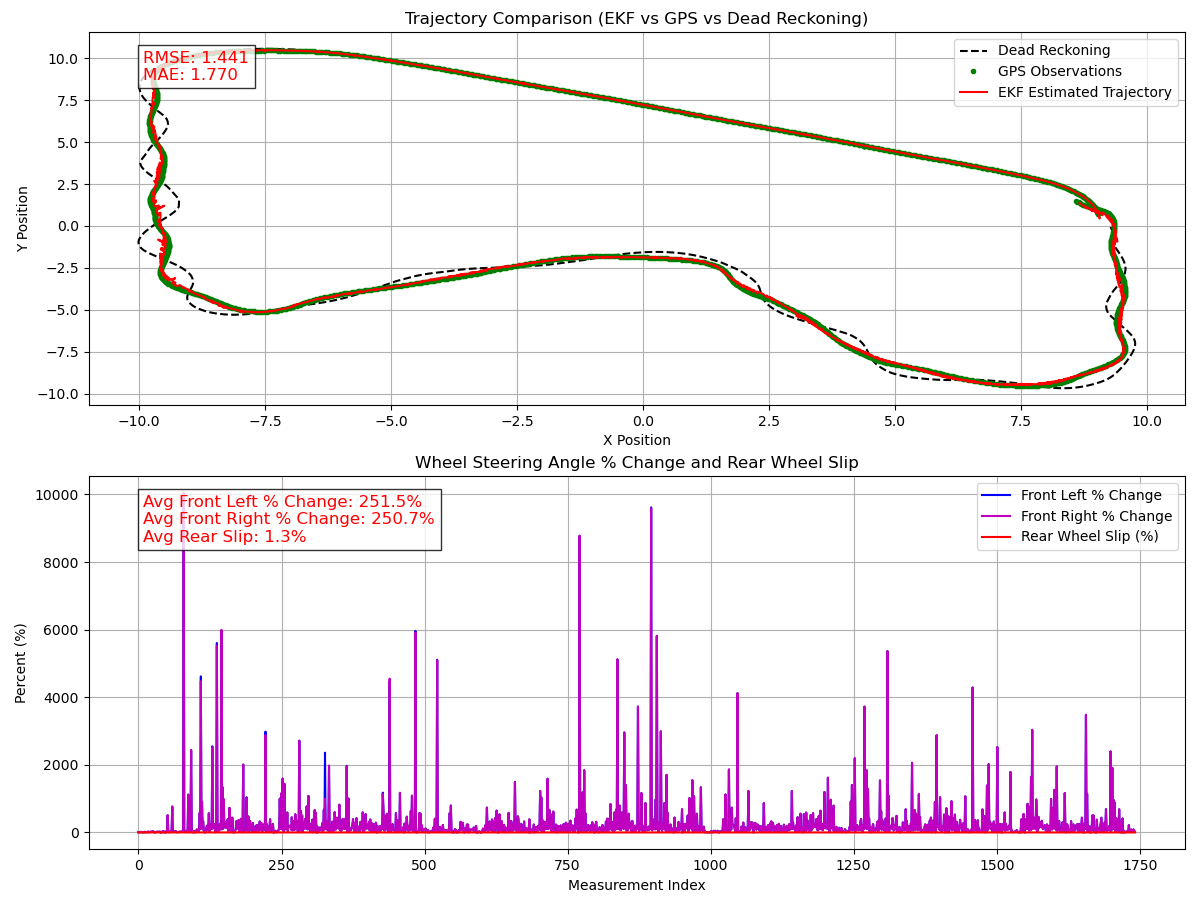 Trajectory Comparison (EKF vs GPS vs Dead Reckoning)
RMSE: 1.441
MAE: 1.770
Dead Reckoning
GPS Observations
EKF Estimated Trajectory
Y Position
10.0
7.5
5.0
2.5
0.0
−2.5
−5.0
−7.5
−10.0
−10.0 −7.5 −5.0 −2.5 0.0 2.5 5.0 7.5 10.0
X Position
Wheel Steering Angle % Change and Rear Wheel Slip
Avg Front Left % Change: 251.5%
Avg Front Right % Change: 250.7%
Avg Rear Slip: 1.3%
Front Left % Change
Front Right % Change
Rear Wheel Slip (%)
Percent (%)
10000
8000
6000
4000
2000
0
0 250 500 750 1000 1250 1500 1750
Measurement Index